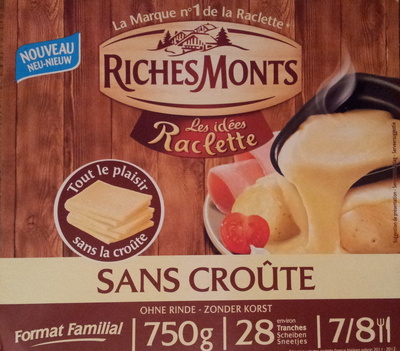 La Marque n°1 de la Raclette
NOUVEAU
NEU-NIEUW
RICHESMONTS
Les idées
Raclette
Tout le plaisir
sans la croûte
SANS CROÛTE
OHNE RINDE - ZONDER KORST
Format Familial
750g
28
environ
Tranches
Scheiben
Sneetjes
7/8